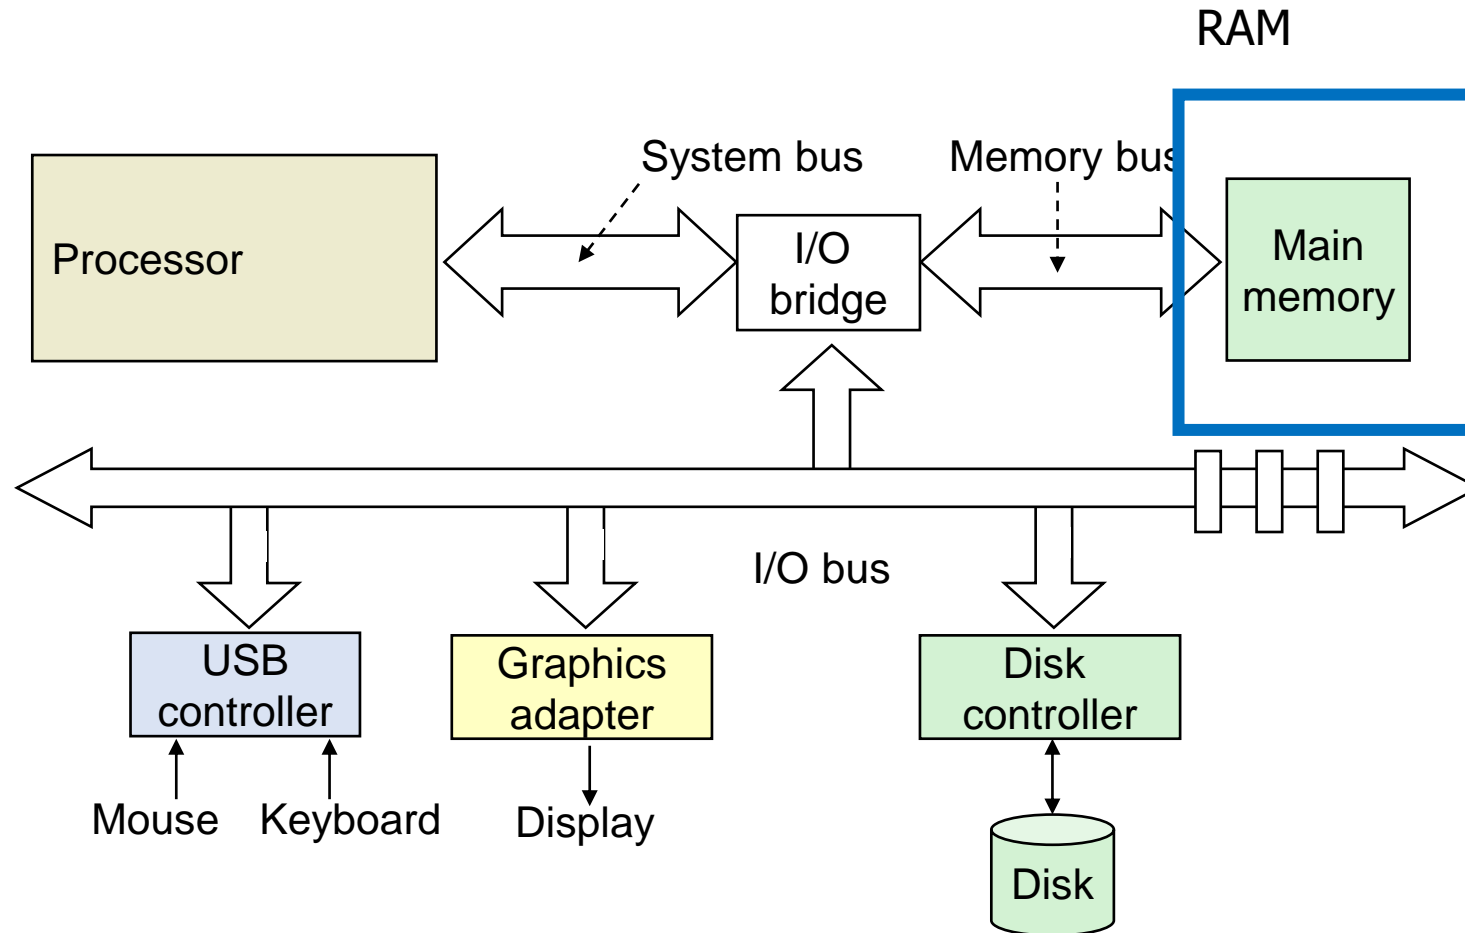 RAM
System bus
Memory bus
Processor
I/O
bridge
Main
memory
I/O bus
USB
controller
Graphics
adapter
Disk
controller
Mouse
Keyboard
Display
Disk